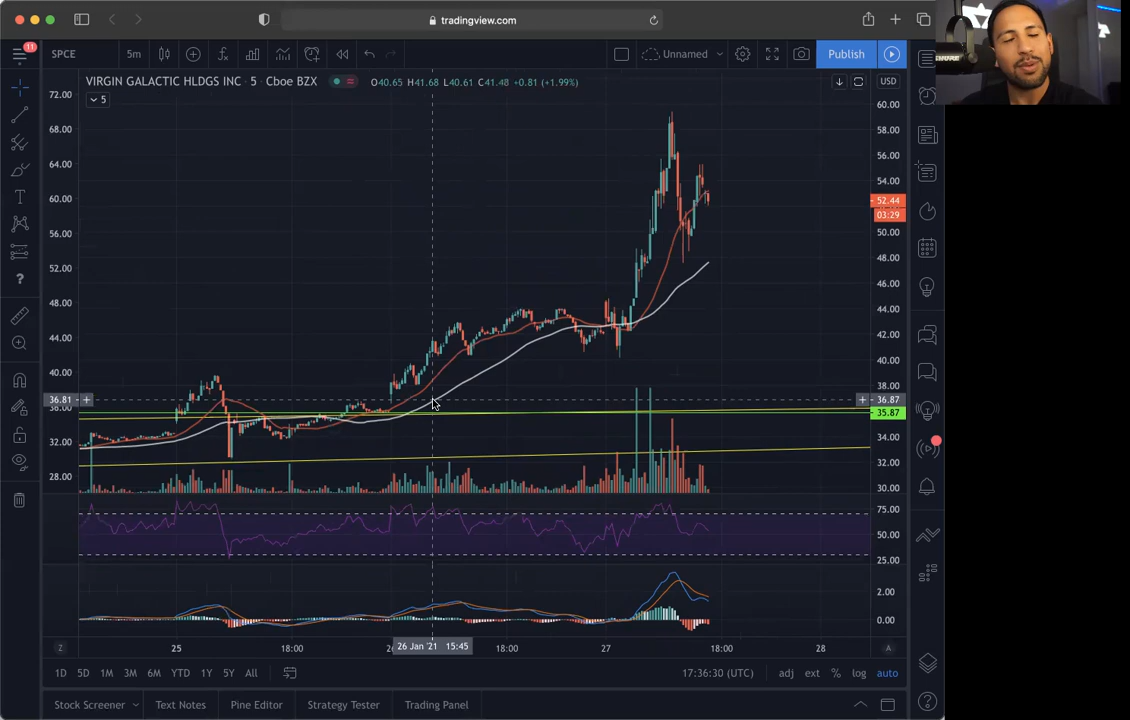 tradingview.com
11
SPCE
5m
Unnamed
Publish
SHURE
VIRGIN GALACTIC HLDGS INC · 5 · Cboe BZX
O40.65 H41.68 L40.61 C41.48 +0.81 (+1.99%)
USD
5
72.00
68.00
64.00
60.00
56.00
52.00
48.00
44.00
40.00
36.81
36.00
32.00
28.00
60.00
58.00
56.00
54.00
52.44
03:29
50.00
48.00
46.00
44.00
42.00
40.00
38.00
36.87
35.87
34.00
32.00
30.00
75.00
50.00
25.00
2.00
0.00
Z
25
18:00
26 Jan '21 15:45
18:00
27
18:00
28
A
1D 5D 1M 3M 6M YTD 1Y 5Y All
17:36:30 (UTC)
adj ext % log auto
Stock Screener
Text Notes
Pine Editor
Strategy Tester
Trading Panel